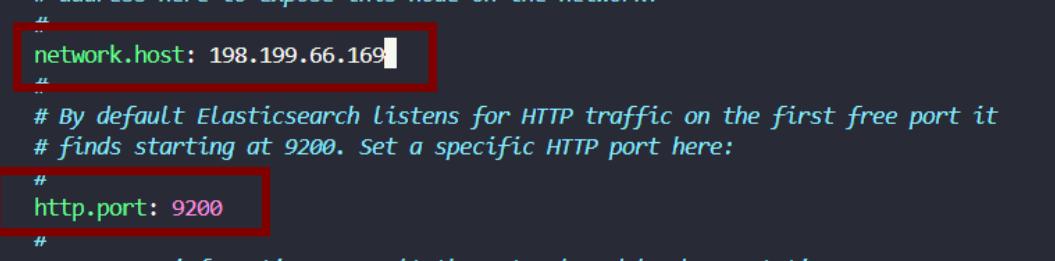 # address here to expose this node on the network:
#
network.host: 198.199.66.169
#
# By default Elasticsearch listens for HTTP traffic on the first free port it
# finds starting at 9200. Set a specific HTTP port here:
#
http.port: 9200
#